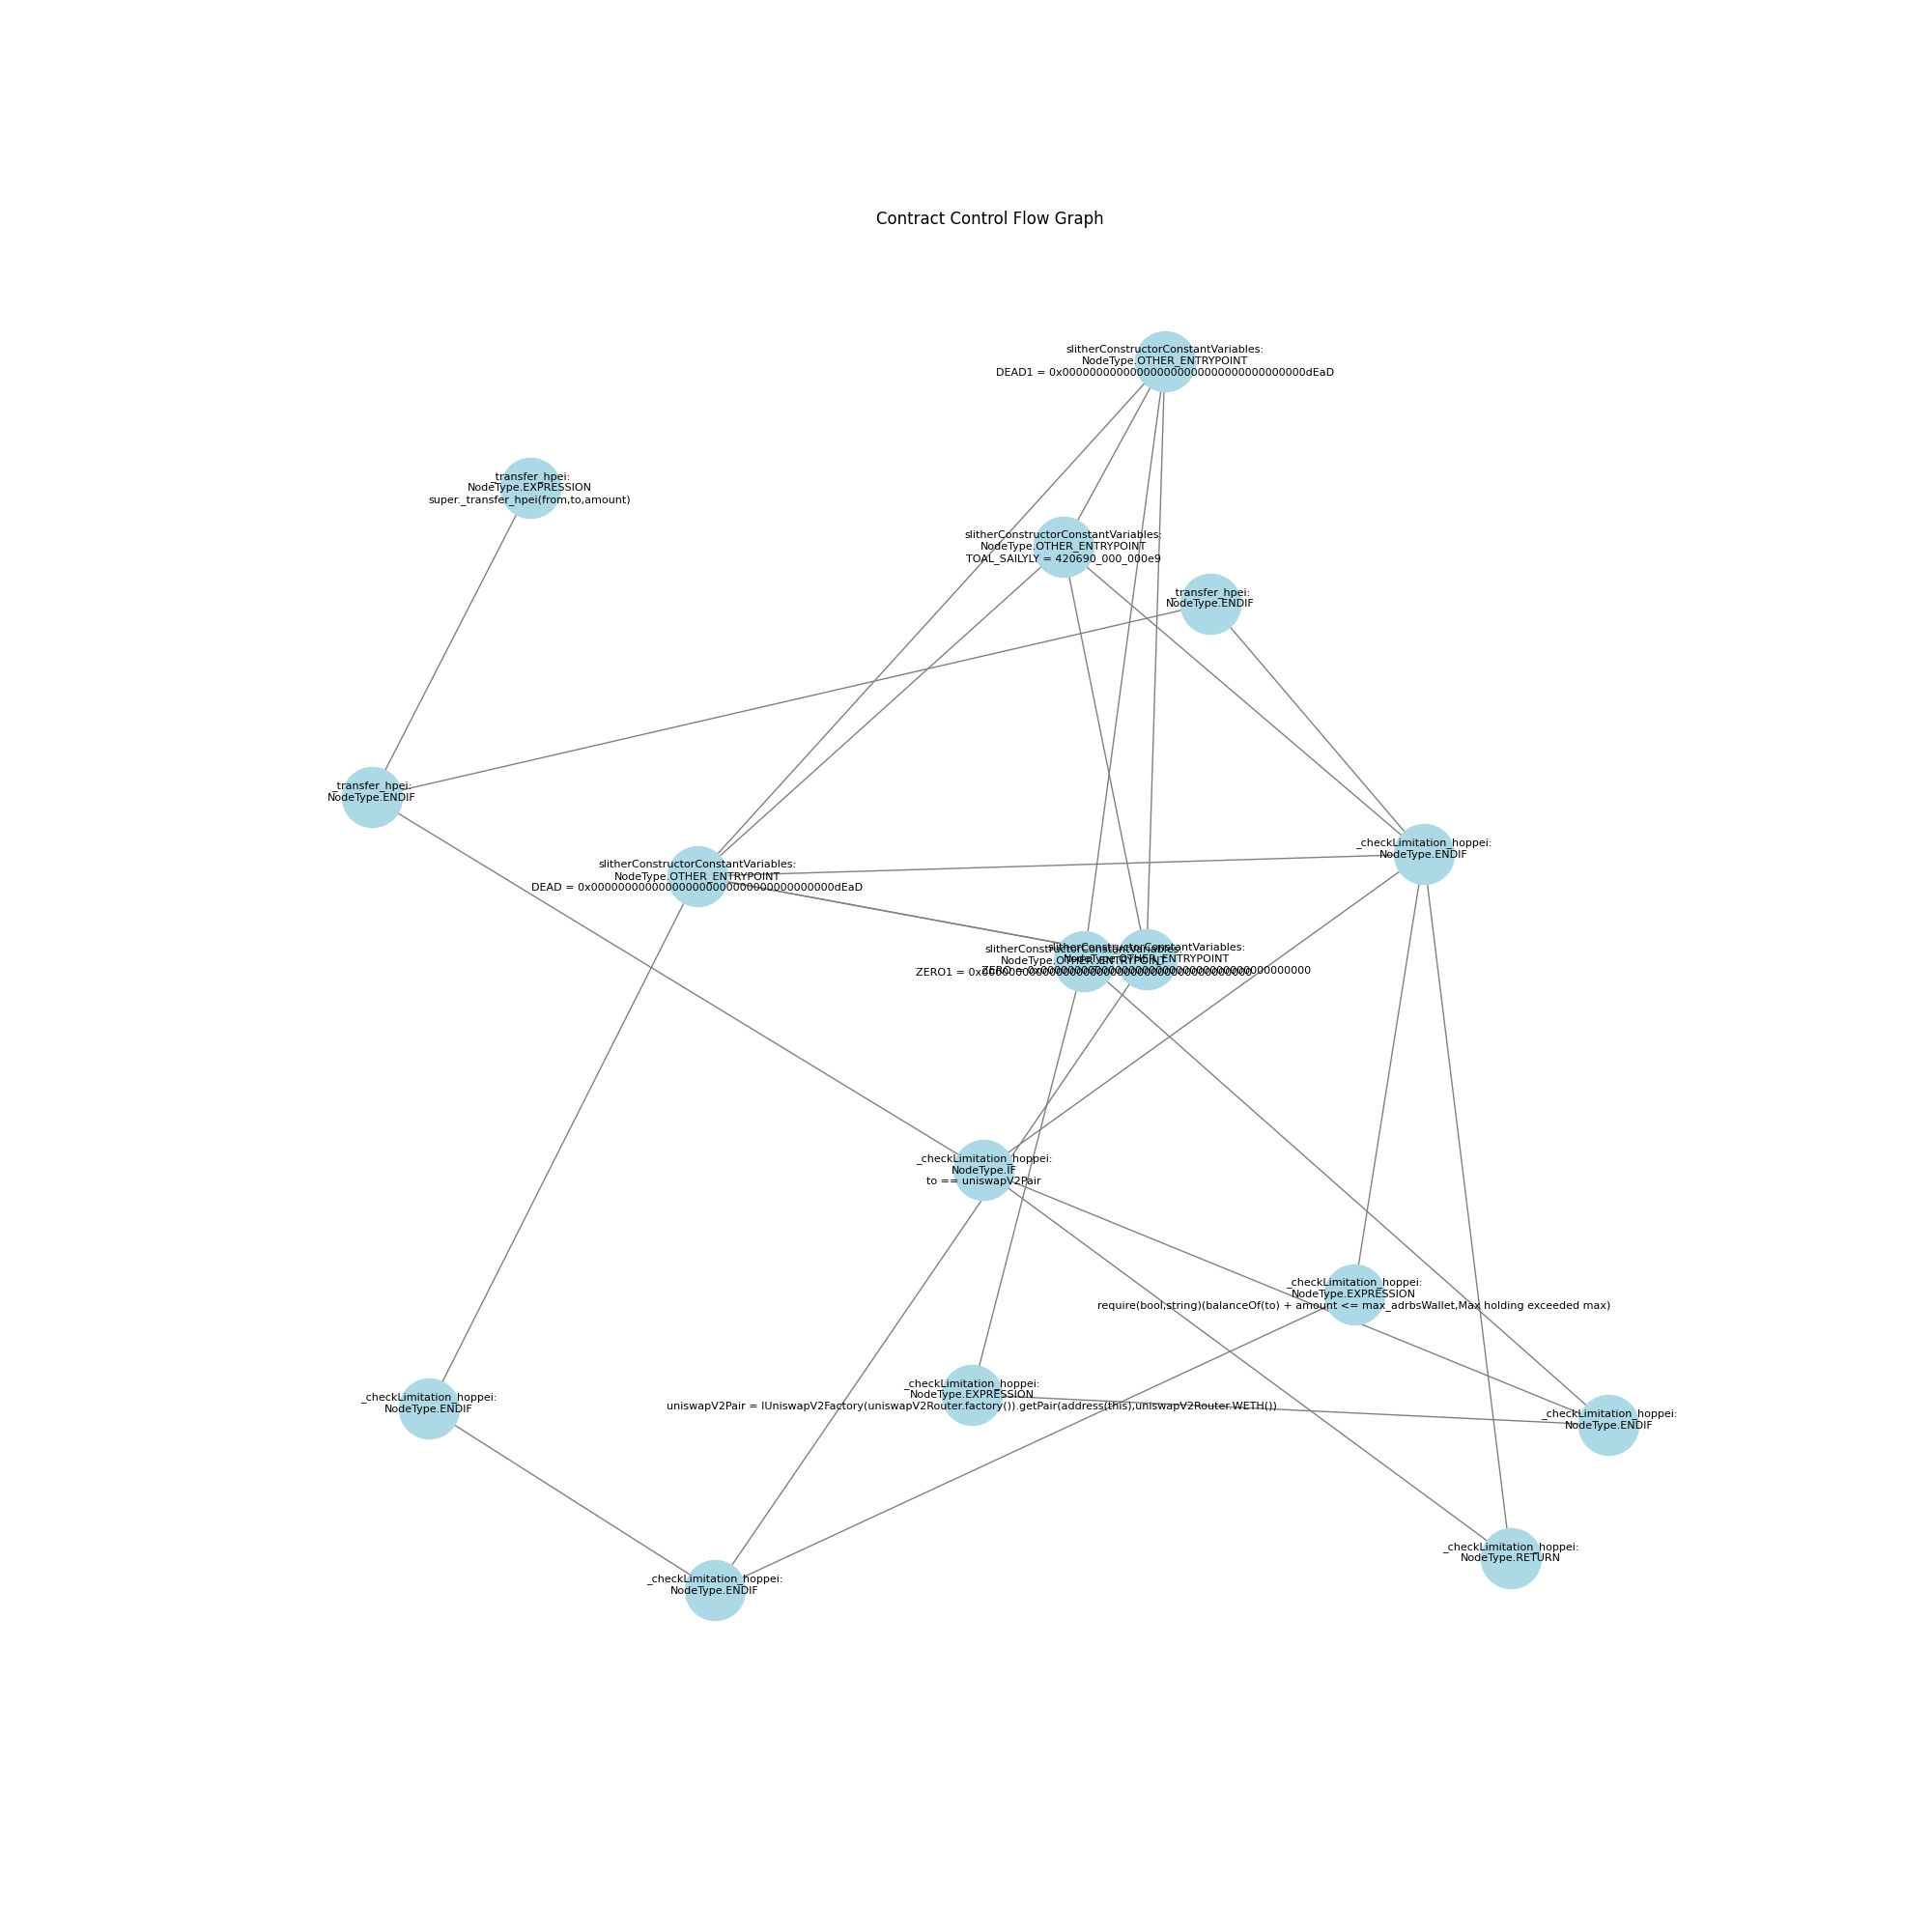 Contract Control Flow Graph
slitherConstructorConstantVariables:
NodeType.OTHER_ENTRYPOINT
DEAD1 = 0x000000000000000000000000000000000000dEaD
_transfer_hpei:
NodeType.EXPRESSION
super._transfer_hpei(from,to,amount)
slitherConstructorConstantVariables:
NodeType.OTHER_ENTRYPOINT
TOAL_SAILYLY = 420690_000_000e9
_transfer_hpei:
NodeType.ENDIF
_transfer_hpei:
NodeType.ENDIF
_checkLimitation_hoppei:
NodeType.ENDIF
slitherConstructorConstantVariables:
NodeType.OTHER_ENTRYPOINT
DEAD = 0x000000000000000000000000000000000000dEaD
slitherConstructorConstantVariables:
NodeType.OTHER_ENTRYPOINT
ZERO1 = 0x0000000000000000000000000000000000000000
slitherConstructorConstantVariables:
NodeType.OTHER_ENTRYPOINT
ZERO = 0x0000000000000000000000000000000000000000
_checkLimitation_hoppei:
NodeType.IF
to == uniswapV2Pair
_checkLimitation_hoppei:
NodeType.EXPRESSION
require(bool,string)(balanceOf(to) + amount <= max_adrbsWallet,Max holding exceeded max)
_checkLimitation_hoppei:
NodeType.EXPRESSION
uniswapV2Pair = IUniswapV2Factory(uniswapV2Router.factory()).getPair(address(this),uniswapV2Router.WETH())
_checkLimitation_hoppei:
NodeType.ENDIF
_checkLimitation_hoppei:
NodeType.ENDIF
_checkLimitation_hoppei:
NodeType.RETURN
_checkLimitation_hoppei:
NodeType.ENDIF